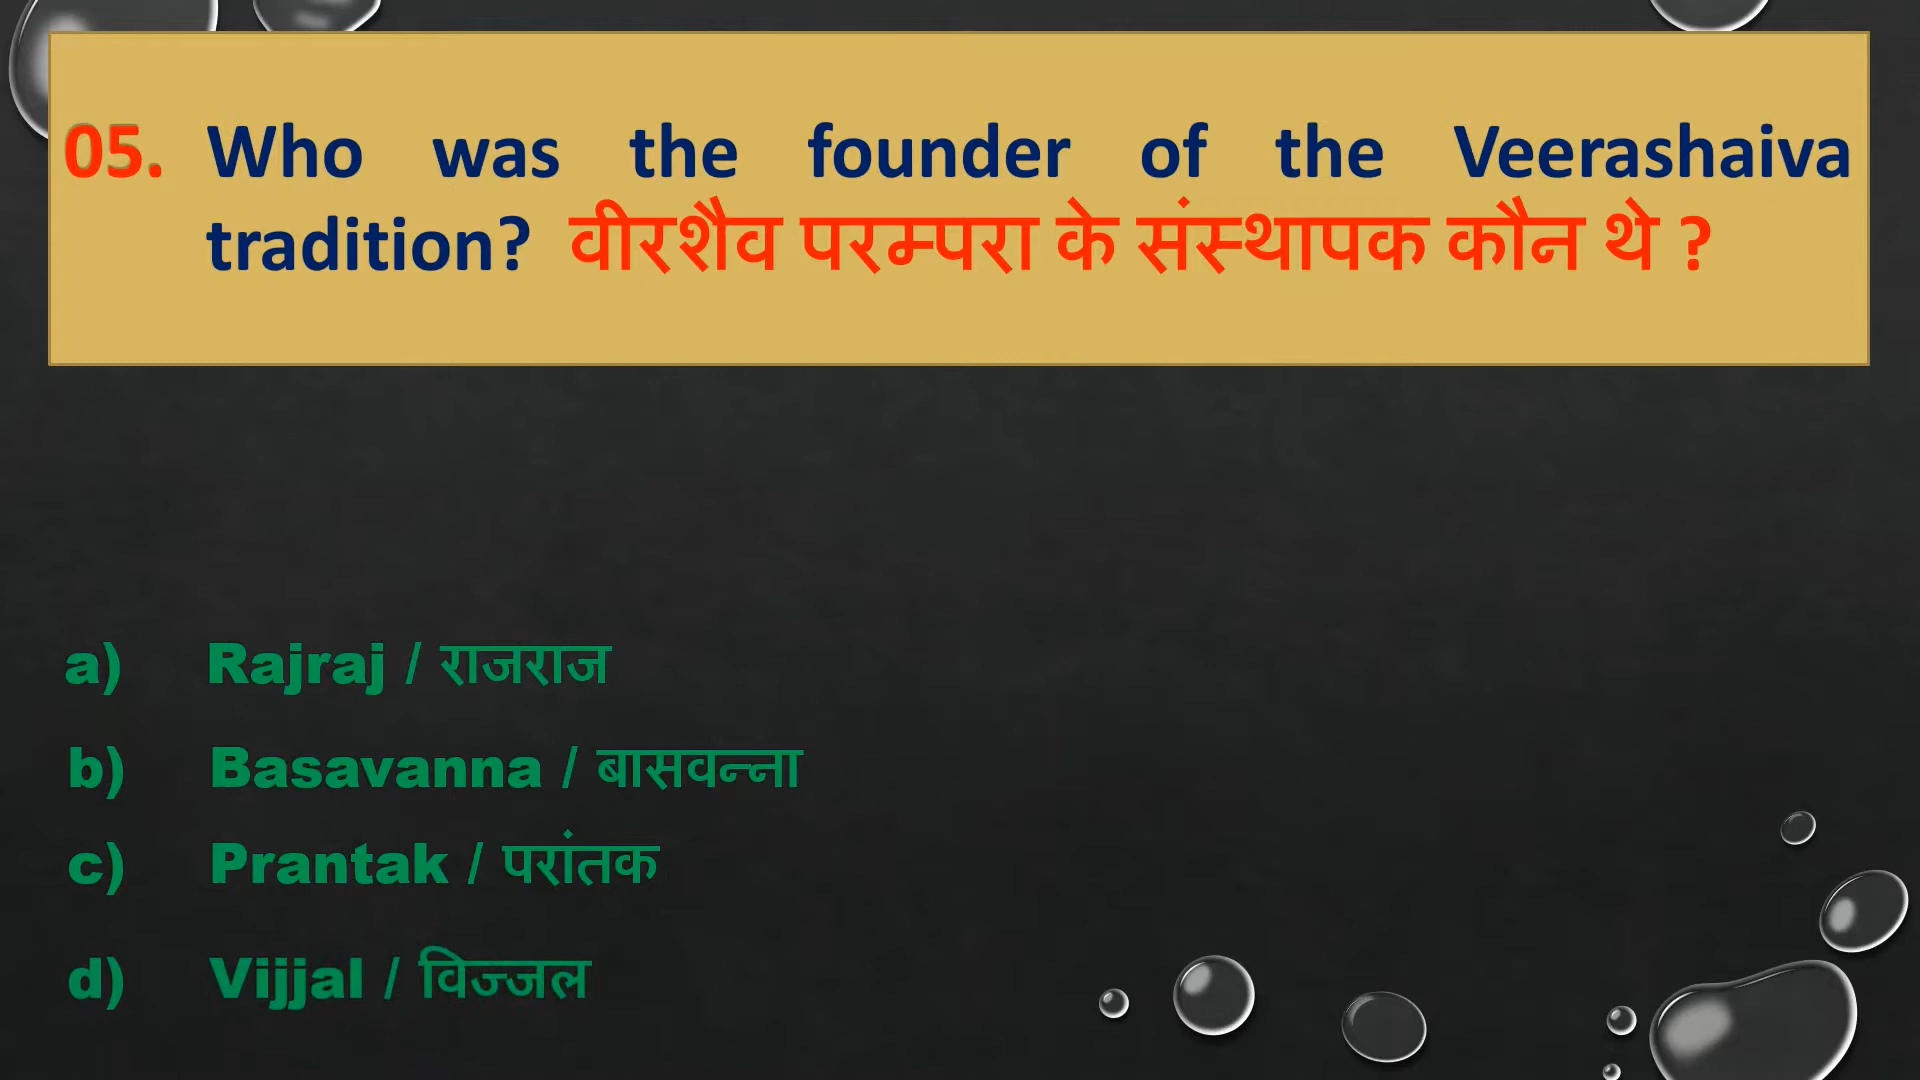 05. Who was the founder of the Veerashaiva
tradition? वीरशैव परम्परा के संस्थापक कौन थे ?
a) Rajraj / राजराज
b) Basavanna / बासवन्ना
c) Prantak / परांतक
d) Vijjal / विज्जल